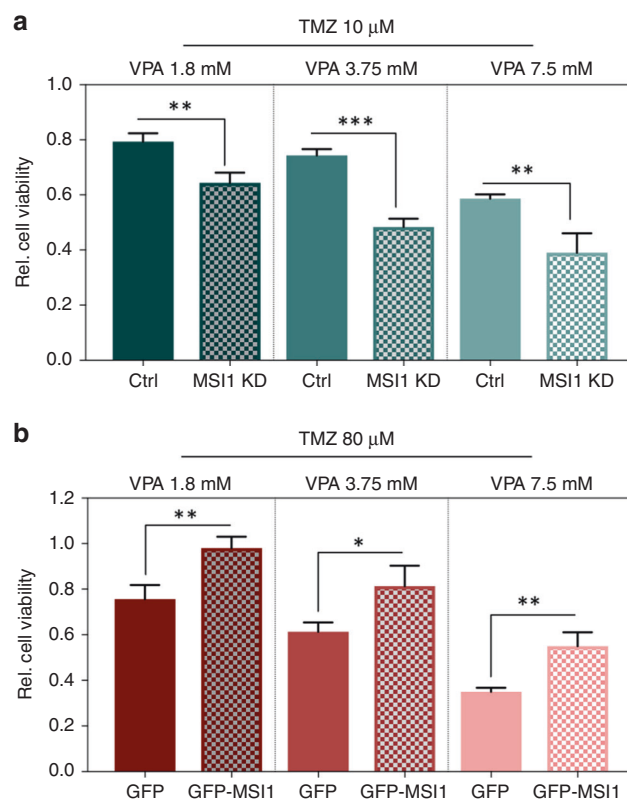 a
TMZ 10 μM
VPA 1.8 mM VPA 3.75 mM VPA 7.5 mM
1.0
0.8
0.6
0.4
0.2
0.0
Rel. cell viability
** *** **
Ctrl MSI1 KD Ctrl MSI1 KD Ctrl MSI1 KD
b
TMZ 80 μM
VPA 1.8 mM VPA 3.75 mM VPA 7.5 mM
1.2
1.0
0.8
0.6
0.4
0.2
0.0
Rel. cell viability
** * **
GFP GFP-MSI1 GFP GFP-MSI1 GFP GFP-MSI1